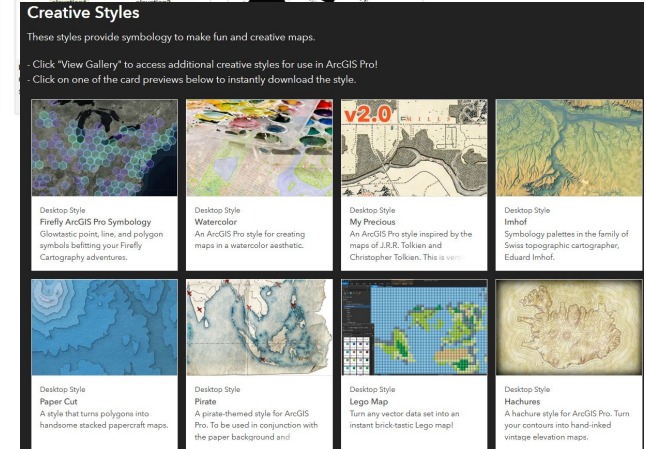 Creative Styles
These styles provide symbology to make fun and creative maps.
- Click "View Gallery" to access additional creative styles for use in ArcGIS Pro!
- Click on one of the card previews below to instantly download the style.
v2.0
MILLS
Desktop Style
Firefly ArcGIS Pro Symbology
Glowtastic point, line, and polygon
symbols befitting your Firefly
Cartography adventures.
Desktop Style
Watercolor
An ArcGIS Pro style for creating
maps in a watercolor aesthetic.
Desktop Style
My Precious
An ArcGIS Pro style inspired by the
maps of J.R.R. Tolkien and
Christopher Tolkien. This is
Desktop Style
Imhof
Symbology palettes in the family of
Swiss topographic cartographer,
Eduard Imhof.
Desktop Style
Paper Cut
A style that turns polygons into
handsome stacked papercraft maps.
Desktop Style
Pirate
A pirate-themed style for ArcGIS
Pro. To be used in conjunction with
the paper background and
Desktop Style
Lego Map
Turn any vector data set into an
instant brick-tastic Lego map!
Desktop Style
Hachures
A hachure style for ArcGIS Pro. Turn
your contours into hand-inked
vintage elevation maps.